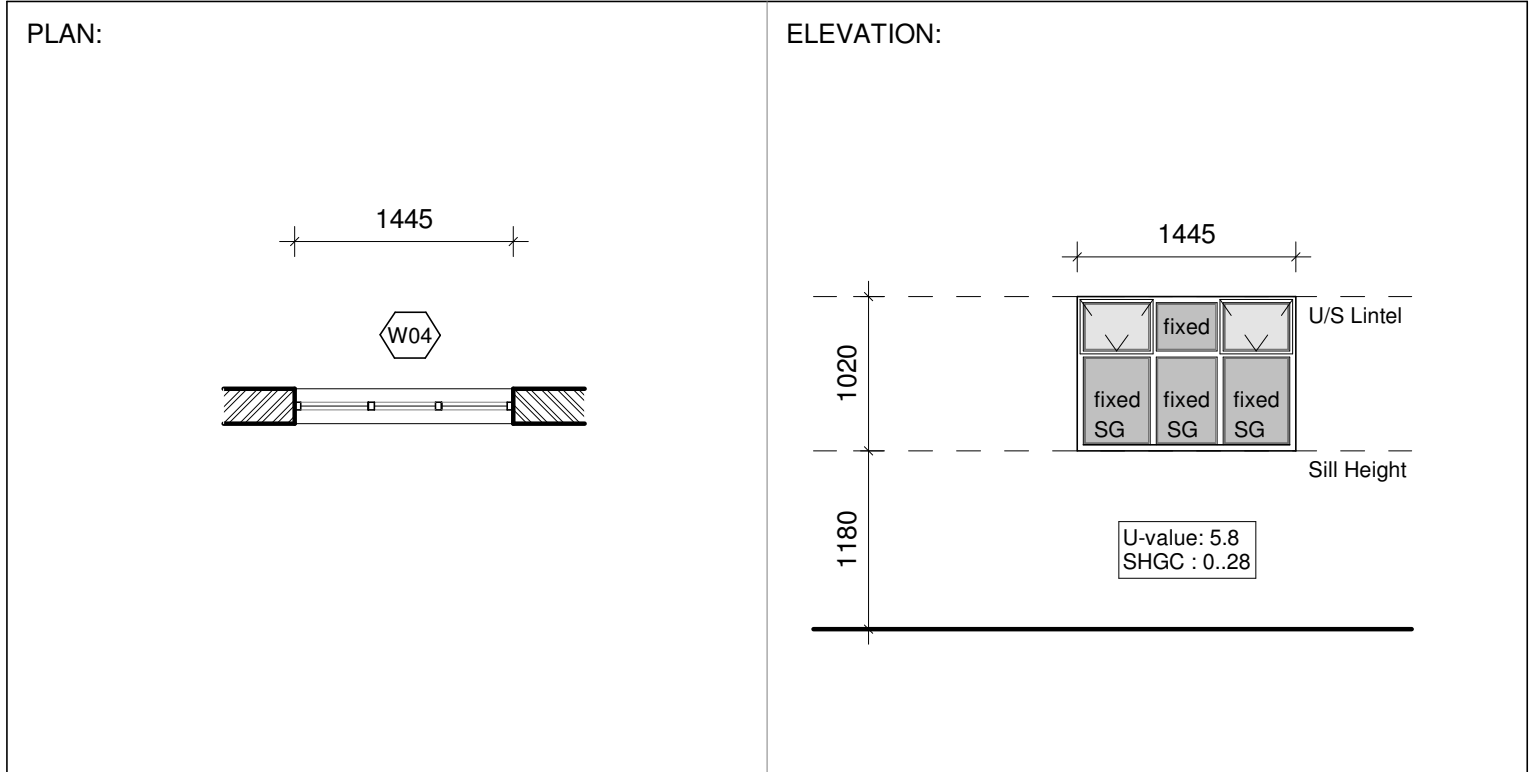 PLAN:
1445
W04
ELEVATION:
1445
U/S Lintel
fixed
1020
fixed fixed fixed
SG SG SG
Sill Height
1180
U-value: 5.8
SHGC : 0..28